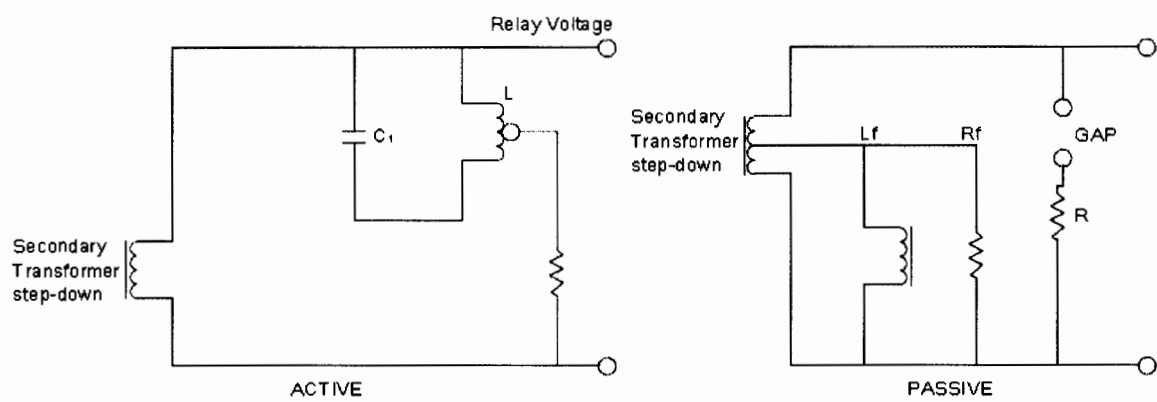 Relay Voltage
L
C1
Secondary
Transformer
step-down
ACTIVE
Secondary
Transformer
step-down
Lf
Rf
GAP
R
PASSIVE